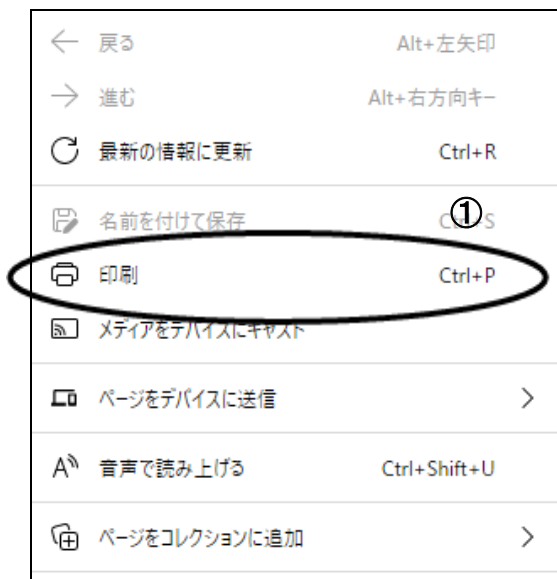 戻る Alt+左矢印
進む Alt+右方向キー
最新の情報に更新 Ctrl+R
①
名前を付けて保存 Ctrl+S
印刷 Ctrl+P
メディアをデバイスにキャスト
ページをデバイスに送信
音声で読み上げる Ctrl+Shift+U
ページをコレクションに追加